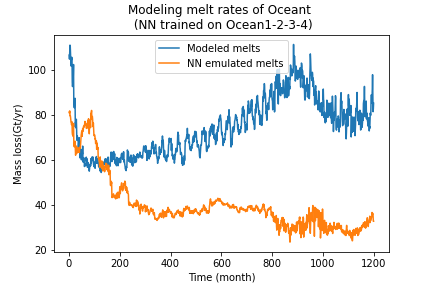 Modeling melt rates of Oceant
(NN trained on Ocean1-2-3-4)
Modeled melts
NN emulated melts
Mass loss(Gt/yr)
100
80
60
40
20
0 200 400 600 800 1000 1200
Time (month)